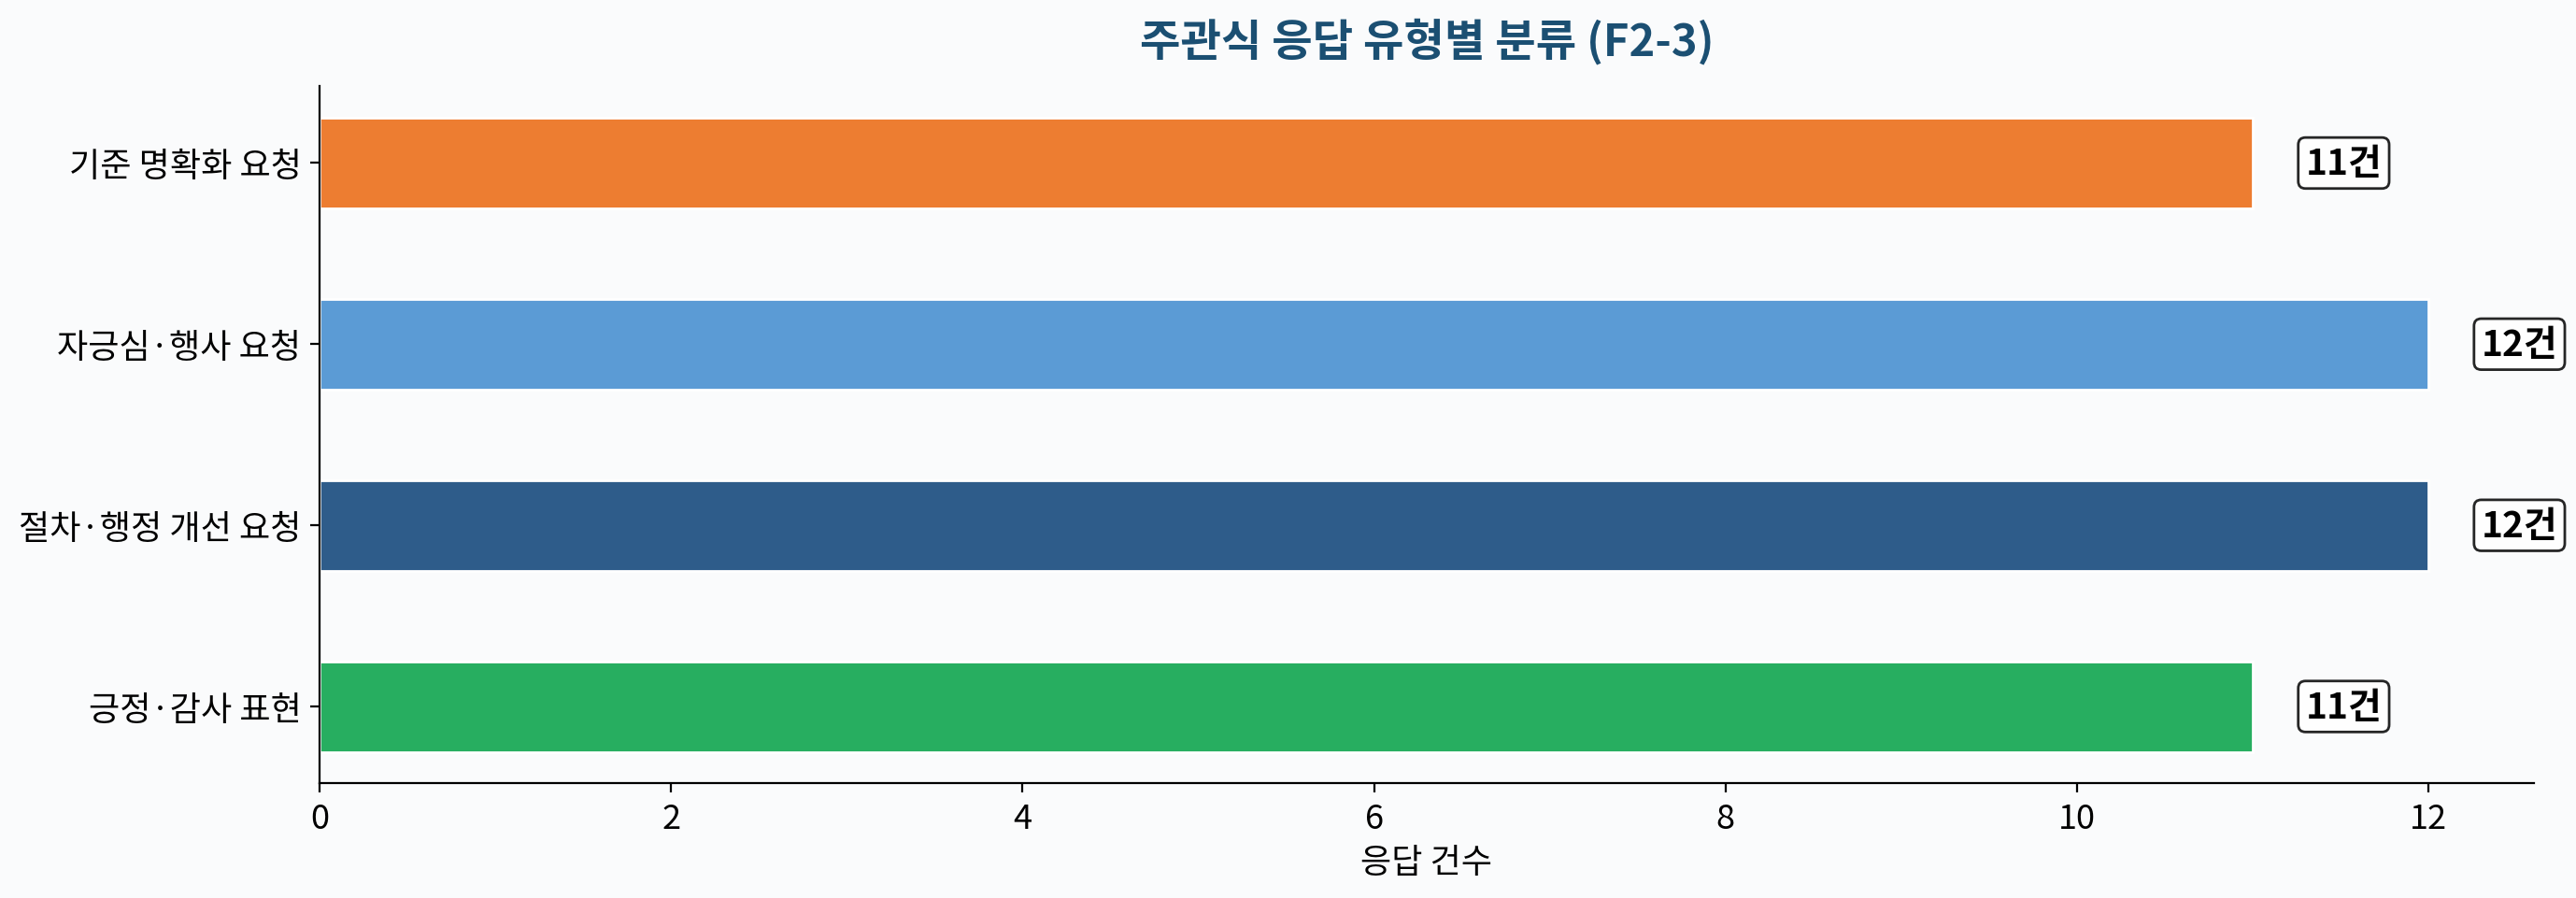 주관식 응답 유형별 분류 (F2-3)
기준 명확화 요청
11건
자긍심·행사 요청
12건
절차·행정 개선 요청
12건
긍정·감사 표현
11건
0 2 4 6 8 10 12
응답 건수